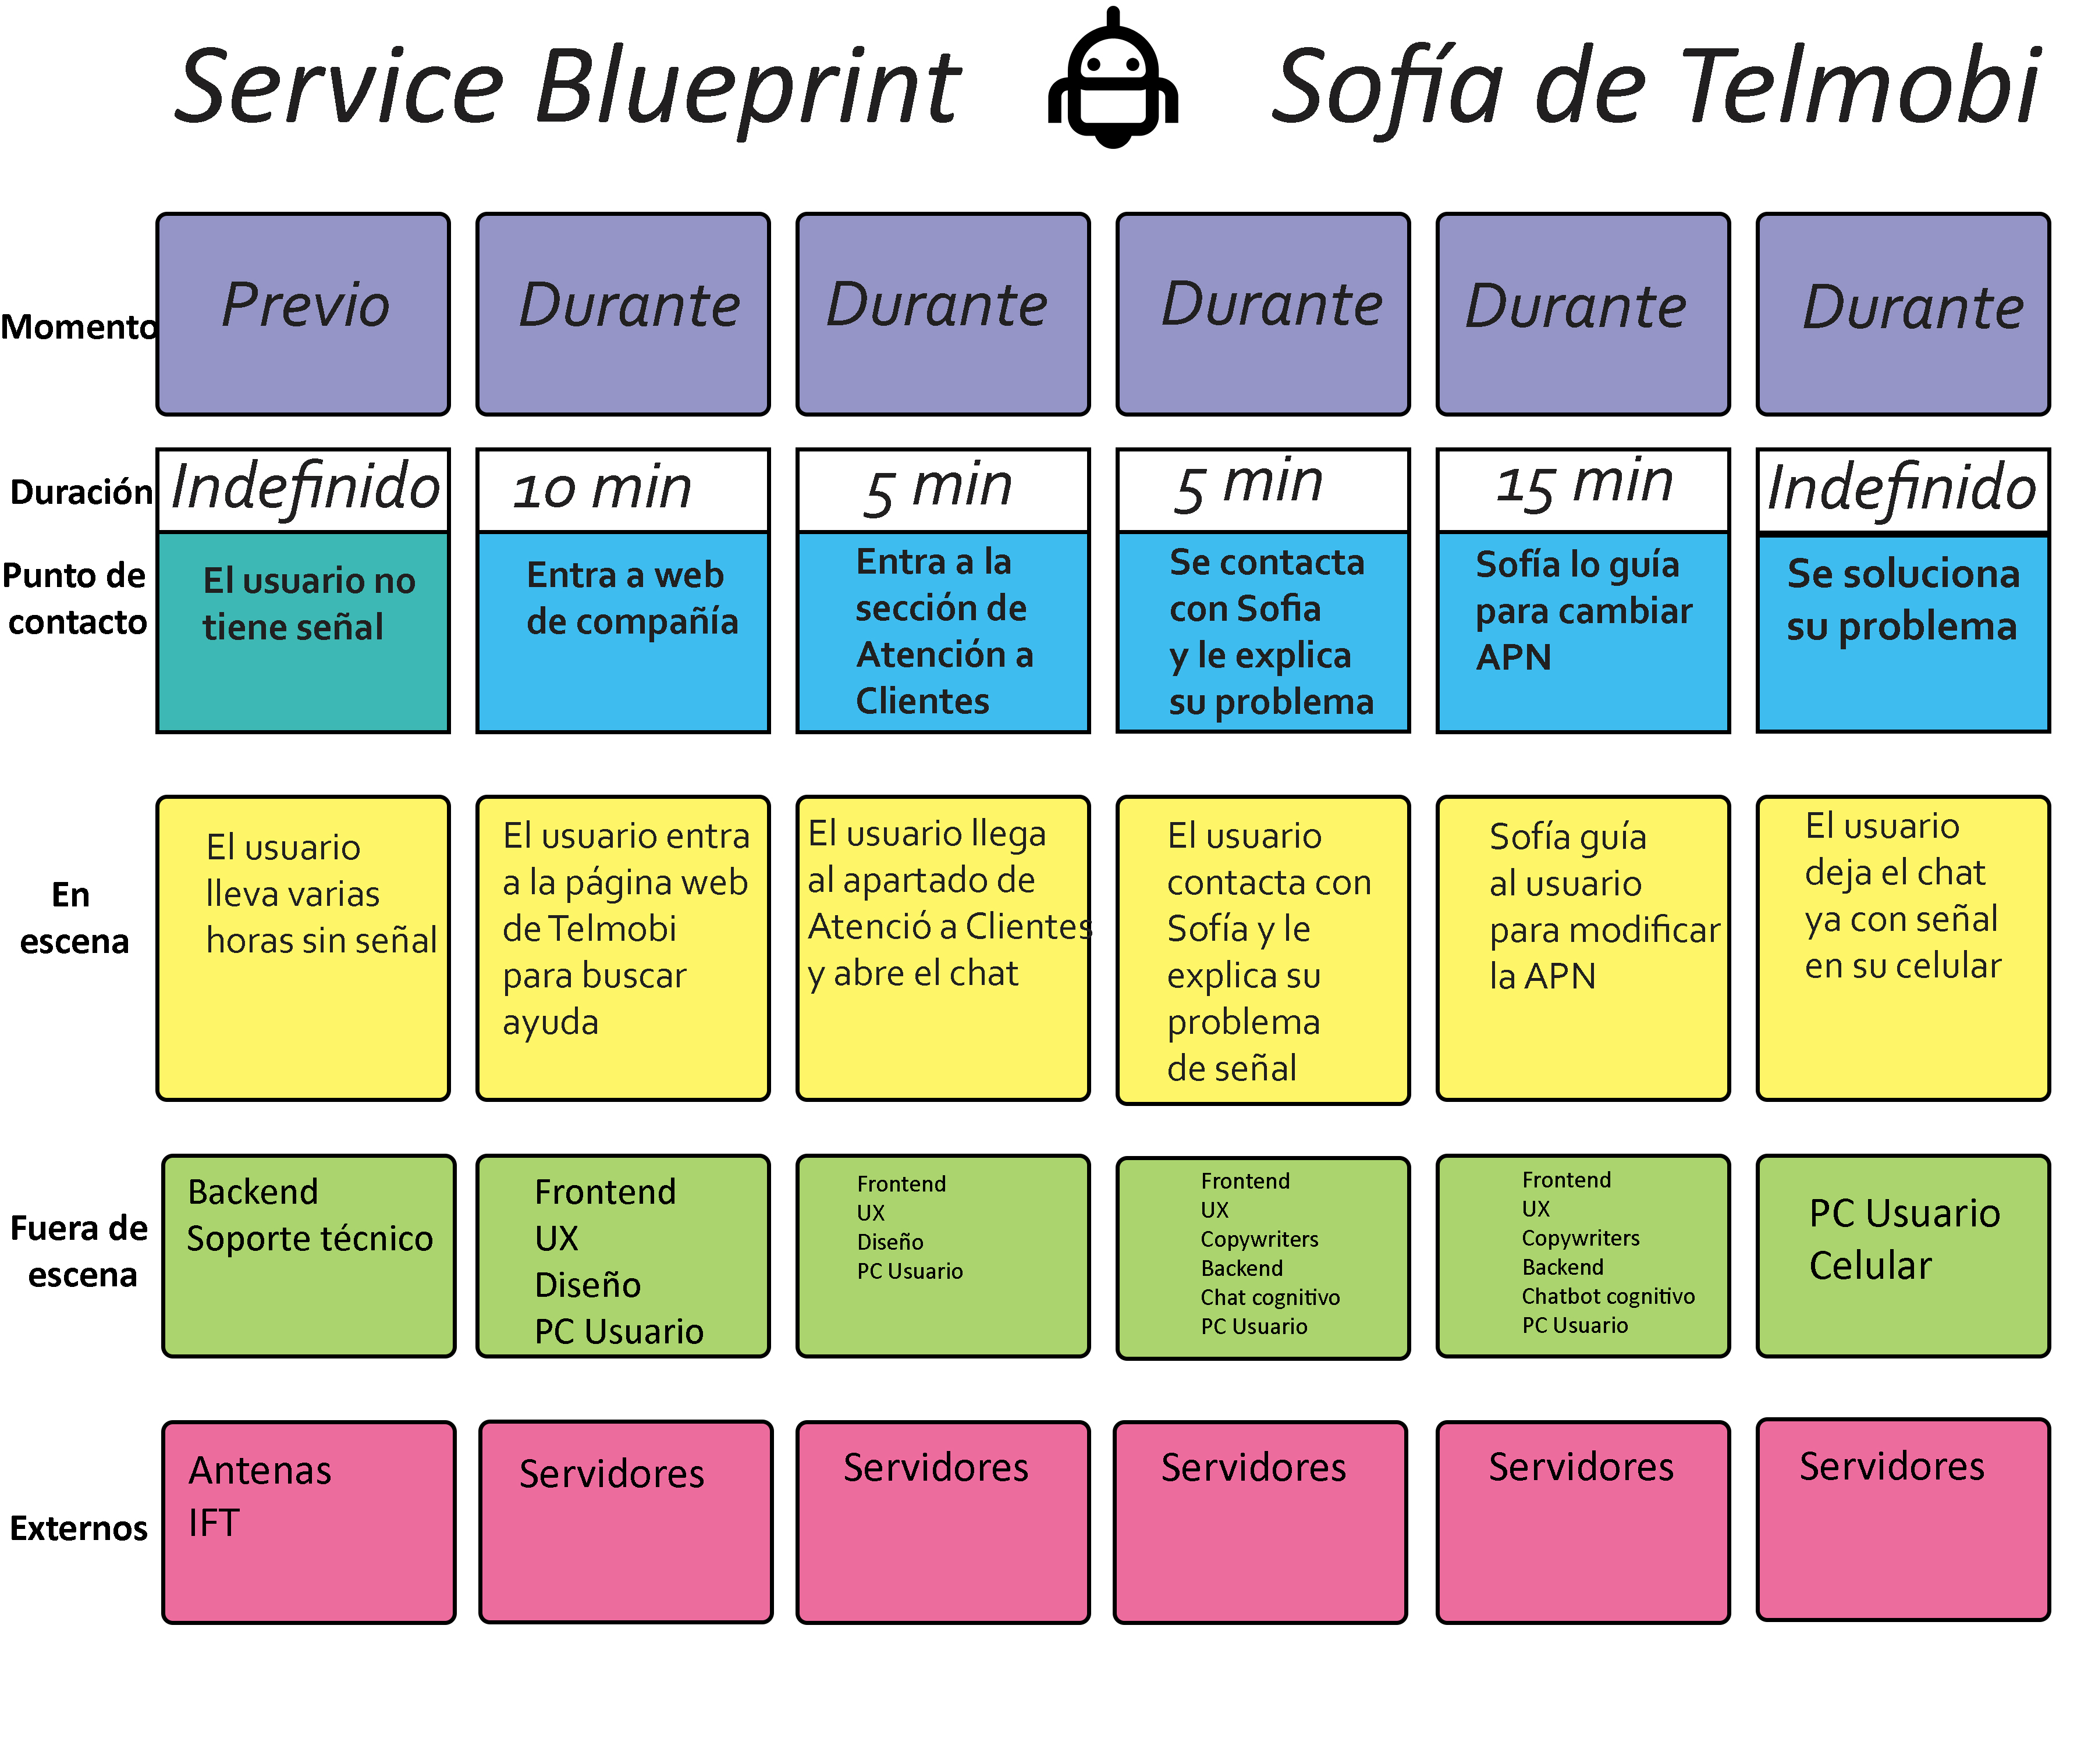 Service Blueprint Sofía de Telmobi
Momento
Previo
Durante
Durante
Durante
Durante
Durante
Duración
Indefinido
10 min
5 min
5 min
15 min
Indefinido
Punto de
contacto
El usuario no
tiene señal
Entra a web
de compañía
Entra a la
sección de
Atención a
Clientes
Se contacta
con Sofia
y le explica
su problema
Sofía lo guía
para cambiar
APN
Se soluciona
su problema
En
escena
El usuario
lleva varias
horas sin señal
El usuario entra
a la página web
de Telmobi
para buscar
ayuda
El usuario llega
al apartado de
Atenció a Clientes
y abre el chat
El usuario
contacta con
Sofía y le
explica su
problema
de señal
Sofía guía
al usuario
para modificar
la APN
El usuario
deja el chat
ya con señal
en su celular
Fuera de
escena
Backend
Soporte técnico
Frontend
UX
Diseño
PC Usuario
Frontend
UX
Diseño
PC Usuario
Frontend
UX
Copywriters
Backend
Chat cognitivo
PC Usuario
Frontend
UX
Copywriters
Backend
Chatbot cognitivo
PC Usuario
PC Usuario
Celular
Externos
Antenas
IFT
Servidores
Servidores
Servidores
Servidores
Servidores